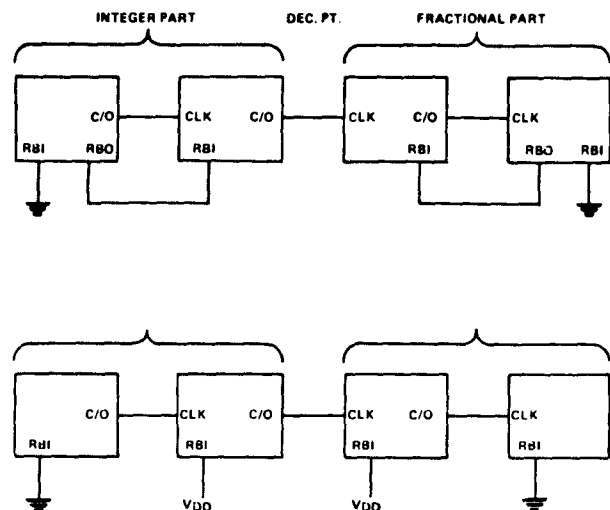 INTEGER PART DEC. PT. FRACTIONAL PART
C/O CLK C/O CLK C/O CLK
RBI RBO RBI RBI RBO RBI
C/O CLK C/O CLK C/O CLK
RBI RBI RBI RBI
VDD VDD